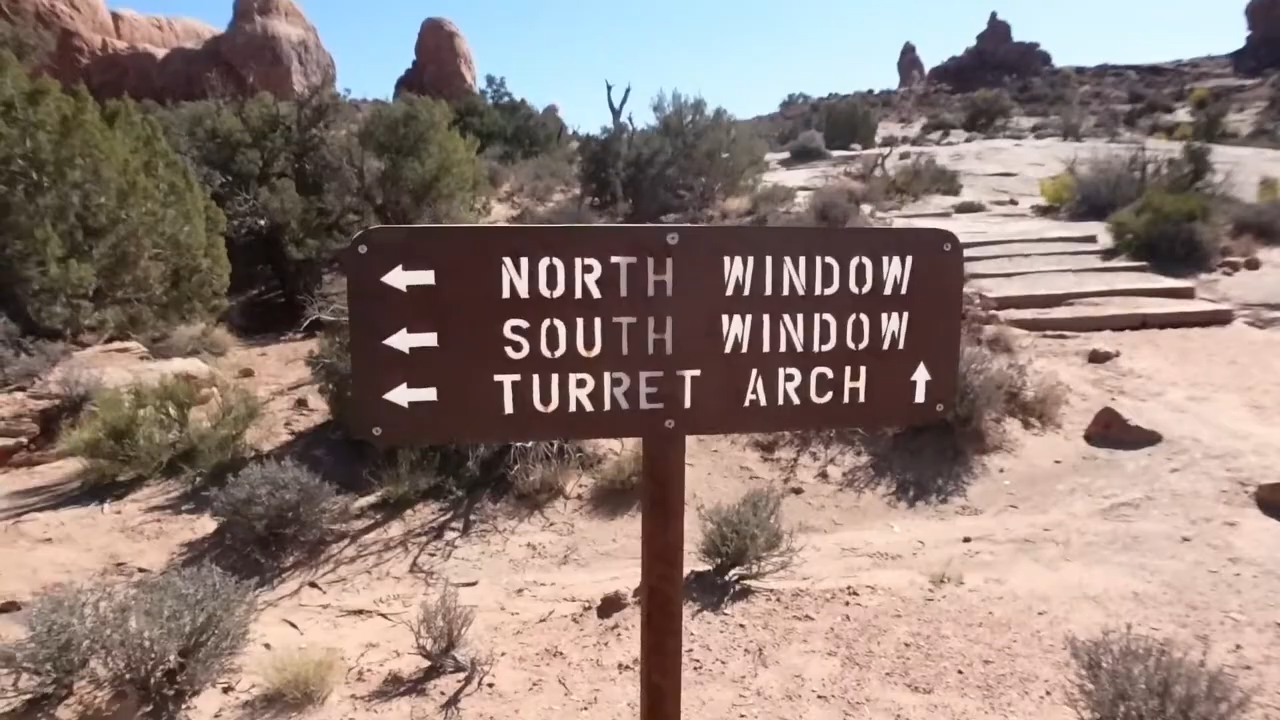 ← NORTH WINDOW
← SOUTH WINDOW
← TURRET ARCH ↑